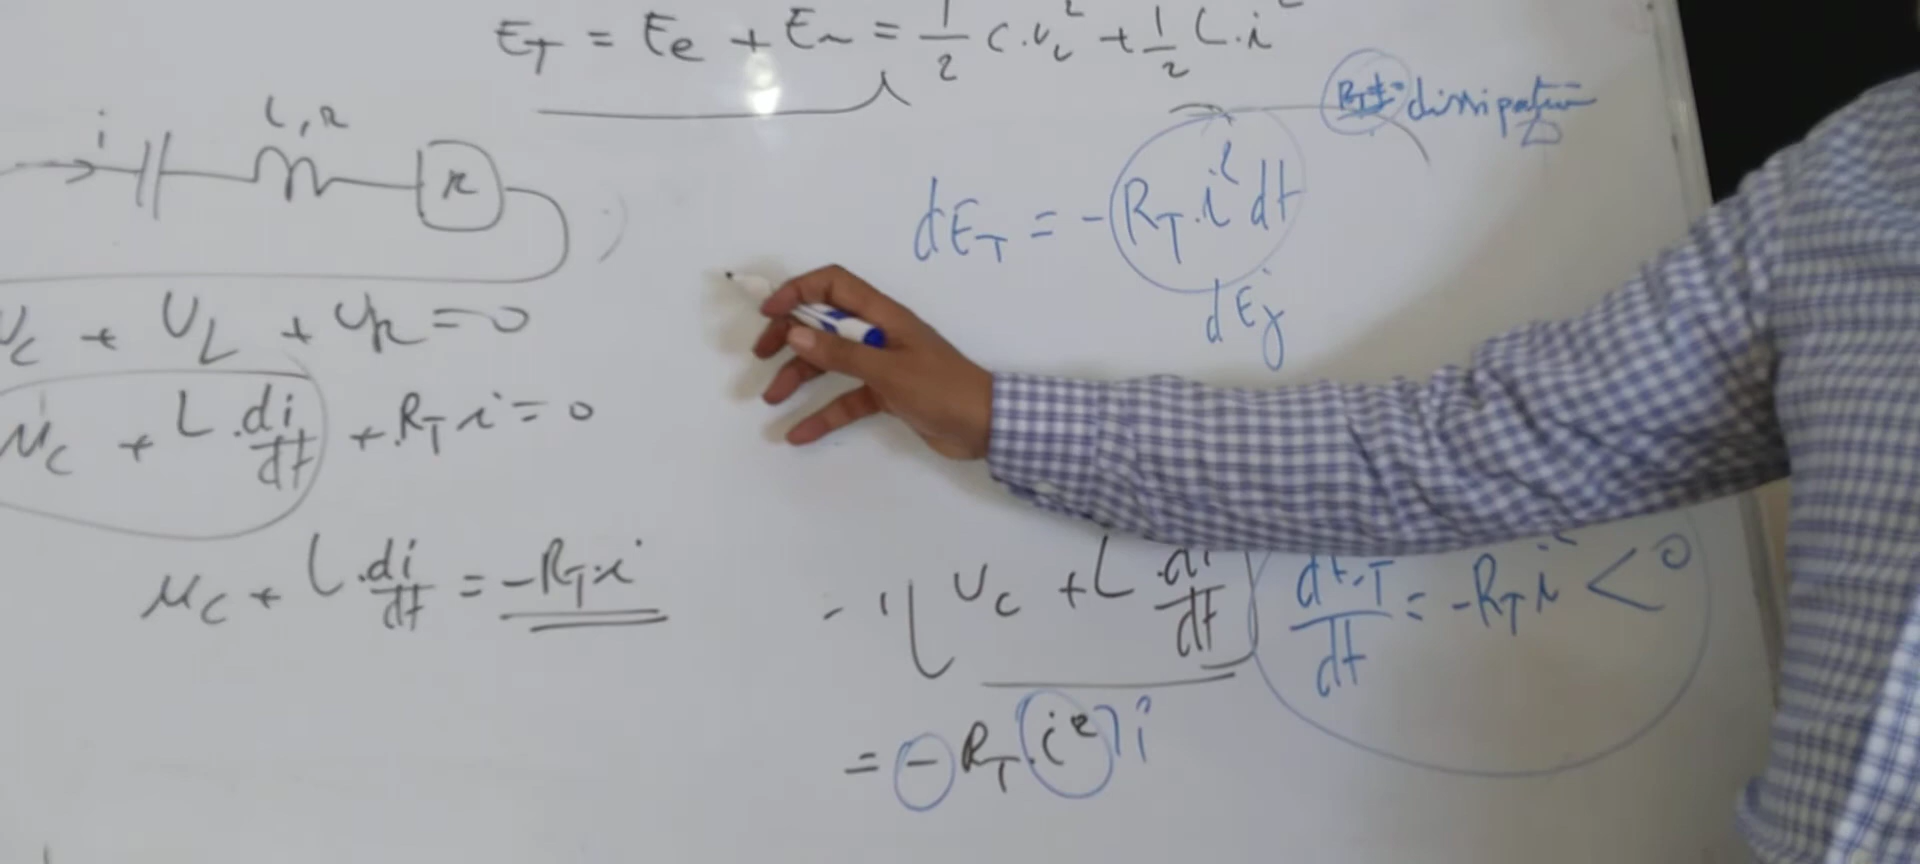 E_T = E_e + E_m = 1/2 C.u_c² + 1/2 L.i²
i L, r R
U_C + U_L + U_R = 0
u_C + L.di/dt + R_T i = 0
u_C + L.di/dt = -R_T.i
dissipation
dE_T = -R_T.i² dt
dE_j
U_C + L.di/dt
dE_T/dt = -R_T i² < 0
= -R_T.(i²) i